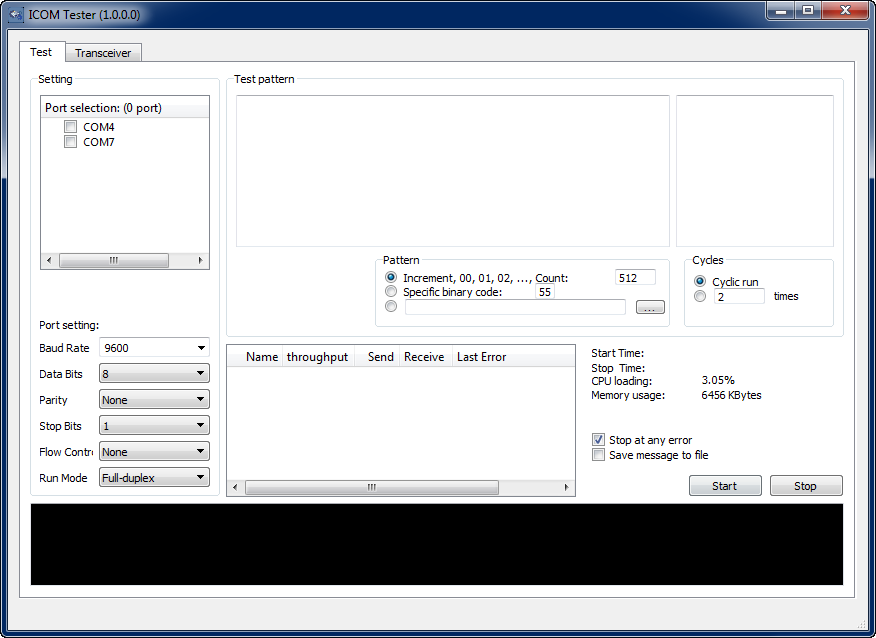 ICOM Tester (1.0.0.0)
Test Transceiver
Setting
Port selection: (0 port)
COM4
COM7
Port setting:
Baud Rate 9600
Data Bits 8
Parity None
Stop Bits 1
Flow Contr None
Run Mode Full-duplex
Test pattern
Pattern
Increment, 00, 01, 02, ..., Count: 512
Specific binary code: 55
...
Cycles
Cyclic run
2 times
Name throughput Send Receive Last Error
Start Time:
Stop Time:
CPU loading: 3.05%
Memory usage: 6456 KBytes
Stop at any error
Save message to file
Start Stop